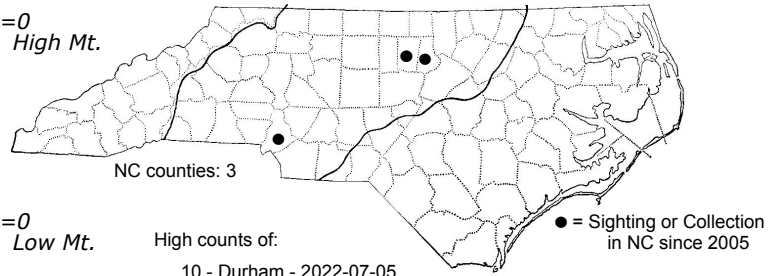 =0
High Mt.
NC counties: 3
=0
Low Mt.
High counts of:
10 - Durham - 2022-07-05
● = Sighting or Collection
in NC since 2005